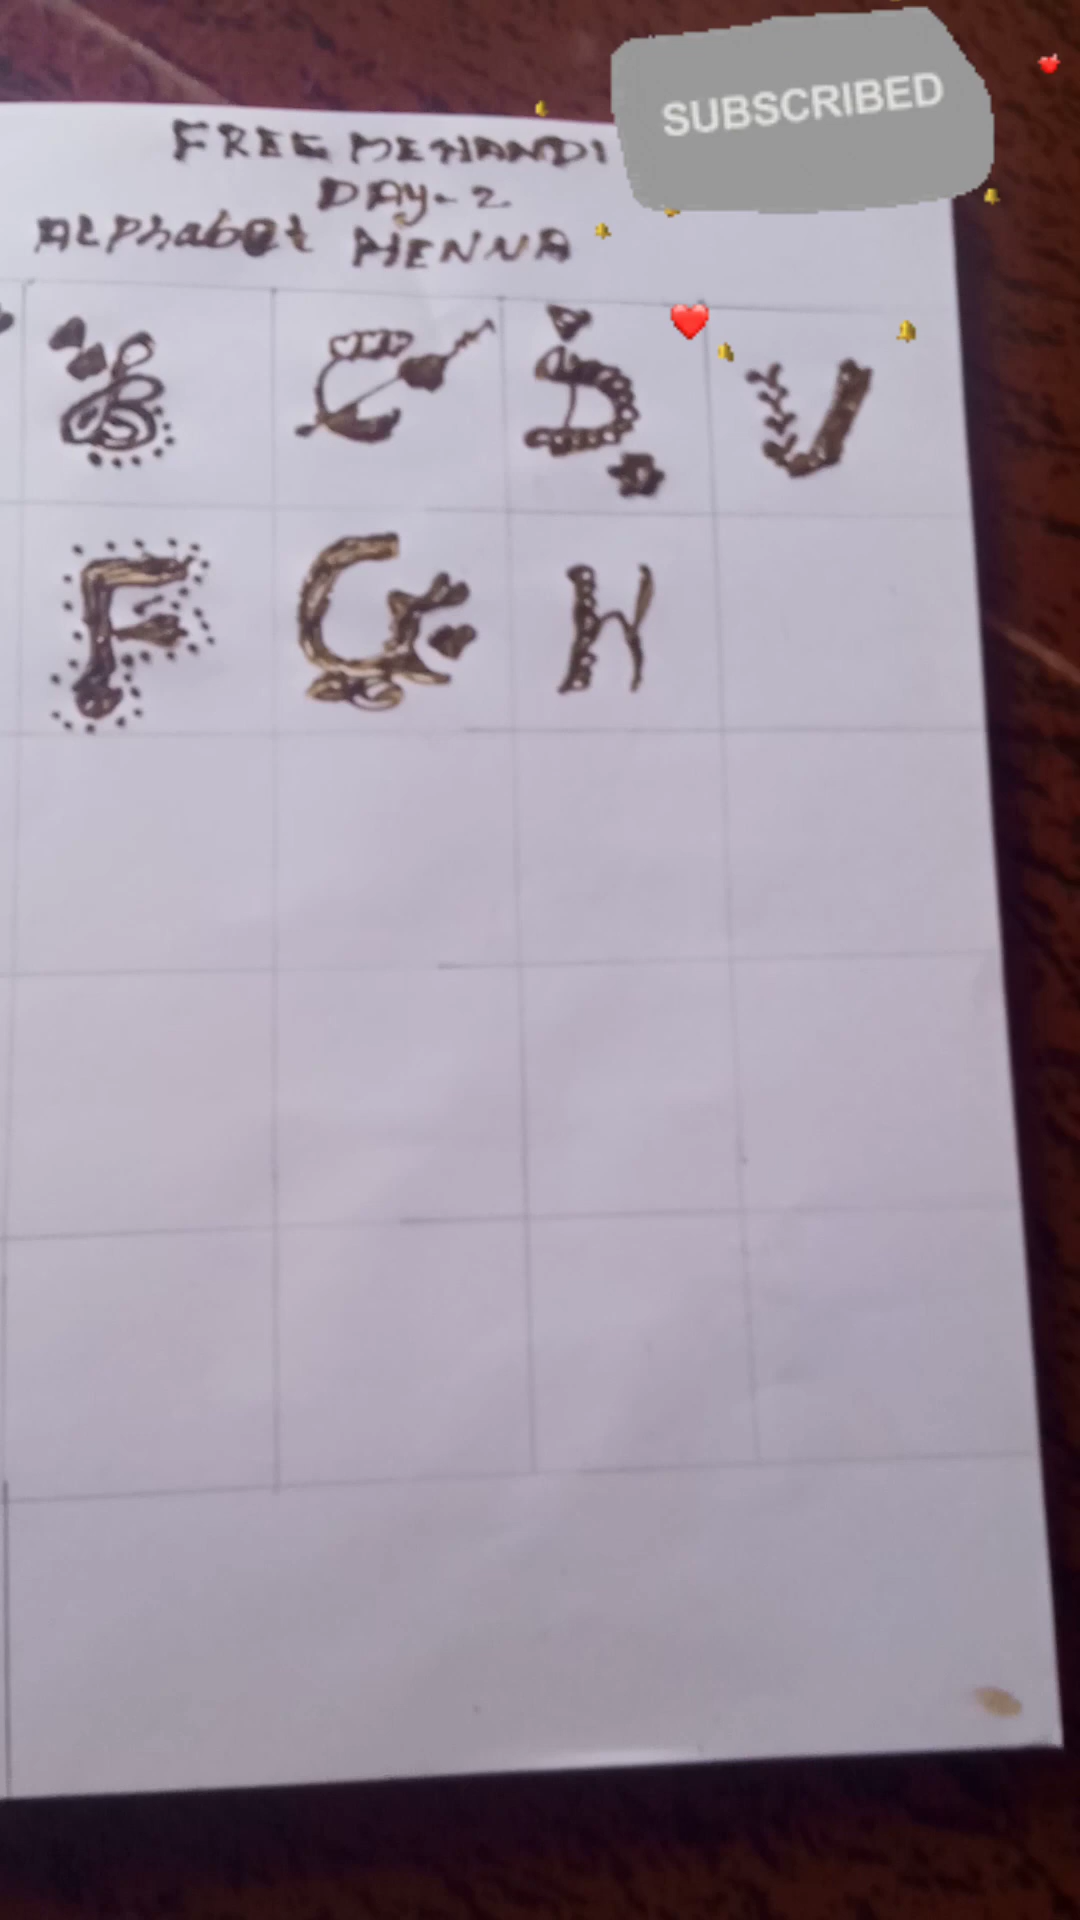 SUBSCRIBED
FREE MEHANDI
DAY-2
Alphabet HENNA
B C D V
F G H